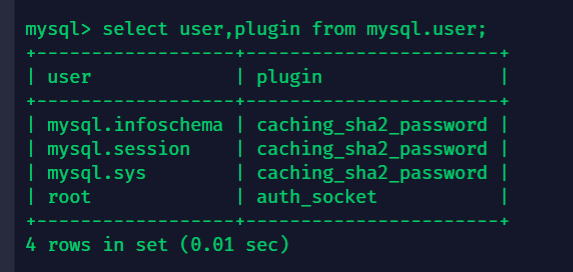 mysql> select user,plugin from mysql.user;
+------------------+-----------------------+
| user             | plugin                |
+------------------+-----------------------+
| mysql.infoschema | caching_sha2_password |
| mysql.session    | caching_sha2_password |
| mysql.sys        | caching_sha2_password |
| root             | auth_socket           |
+------------------+-----------------------+
4 rows in set (0.01 sec)